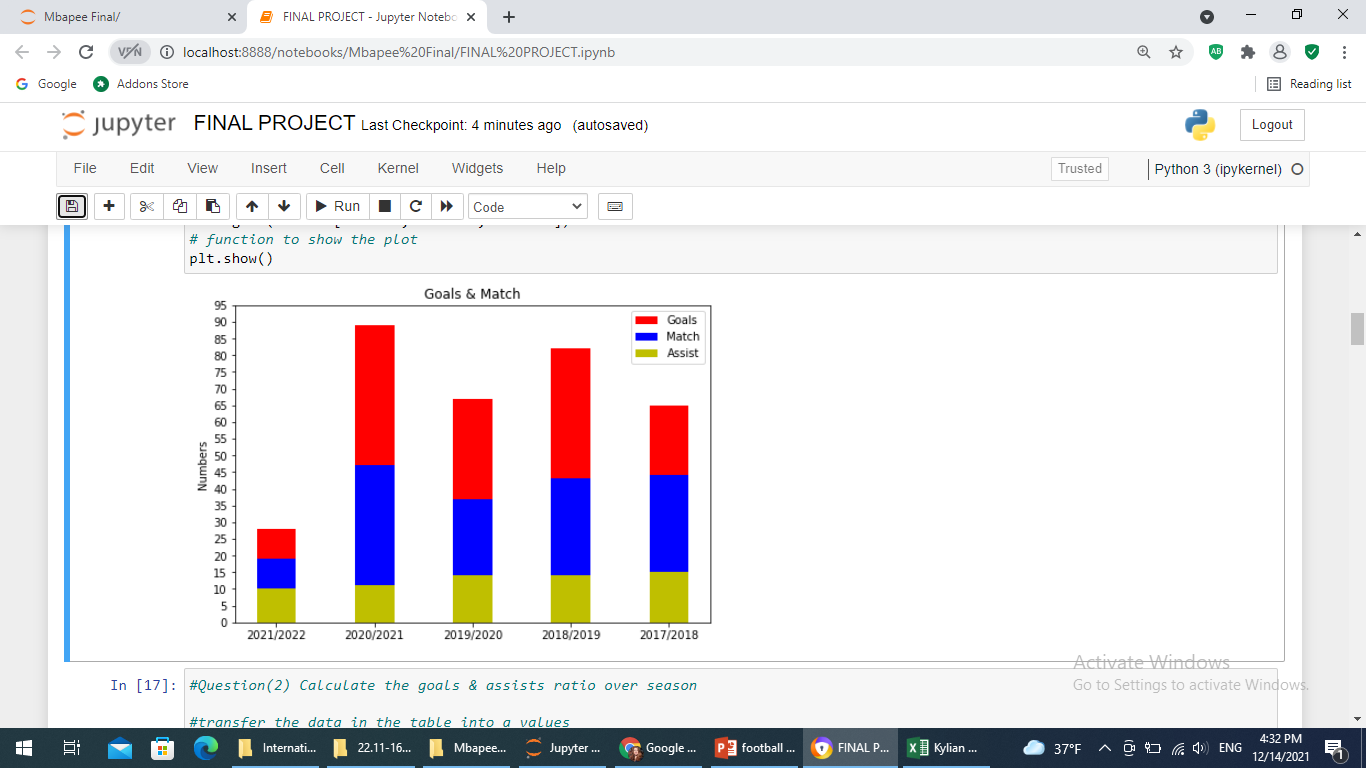 Mbapee Final/
FINAL PROJECT - Jupyter Notebo
VPN
localhost:8888/notebooks/Mbapee%20Final/FINAL%20PROJECT.ipynb
AB
Google
Addons Store
Reading list
jupyter FINAL PROJECT Last Checkpoint: 4 minutes ago (autosaved)
Logout
File Edit View Insert Cell Kernel Widgets Help
Trusted
Python 3 (ipykernel)
Run
Code
# function to show the plot
plt.show()
Goals & Match
Goals
Match
Assist
Numbers
95
90
85
80
75
70
65
60
55
50
45
40
35
30
25
20
15
10
5
0
2021/2022 2020/2021 2019/2020 2018/2019 2017/2018
Activate Windows
Go to Settings to activate Windows.
In [17]: #Question(2) Calculate the goals & assists ratio over season
#transfer the data in the table into a values
Internati...
22.11-16...
Mbapee...
Jupyter ...
Google ...
football ...
FINAL P...
Kylian ...
37°F
ENG
4:32 PM
12/14/2021
1